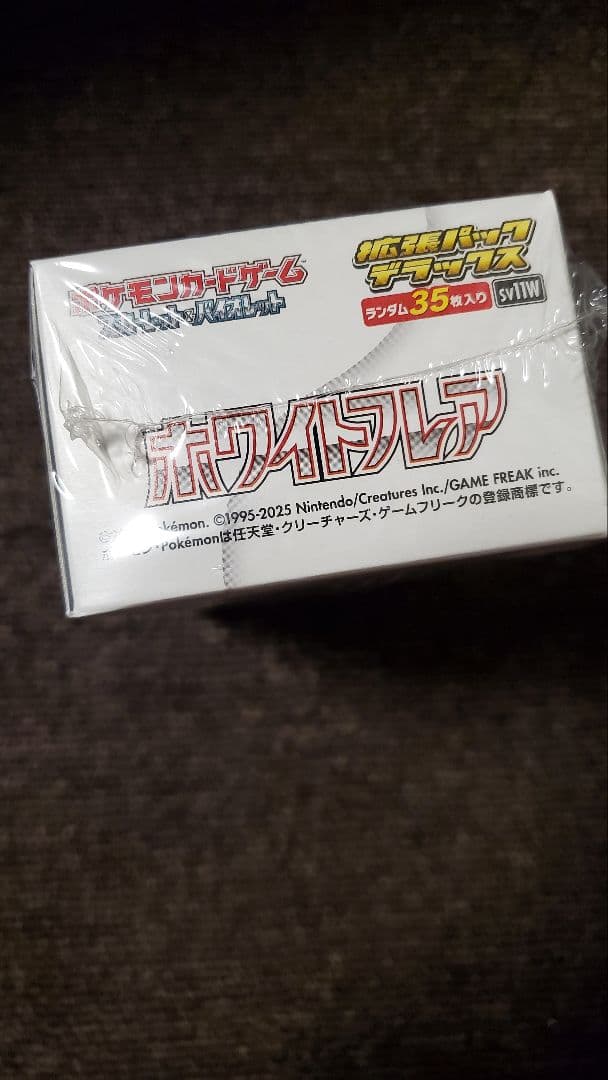 ポケモンカードゲーム
スカーレット&バイオレット
拡張パック
デラックス
ランダム35枚入り
sv11W
ホワイトフレア
Pokémon. ©1995-2025 Nintendo/Creatures Inc./GAME FREAK inc.
ポケモン・Pokémonは任天堂・クリーチャーズ・ゲームフリークの登録商標です。